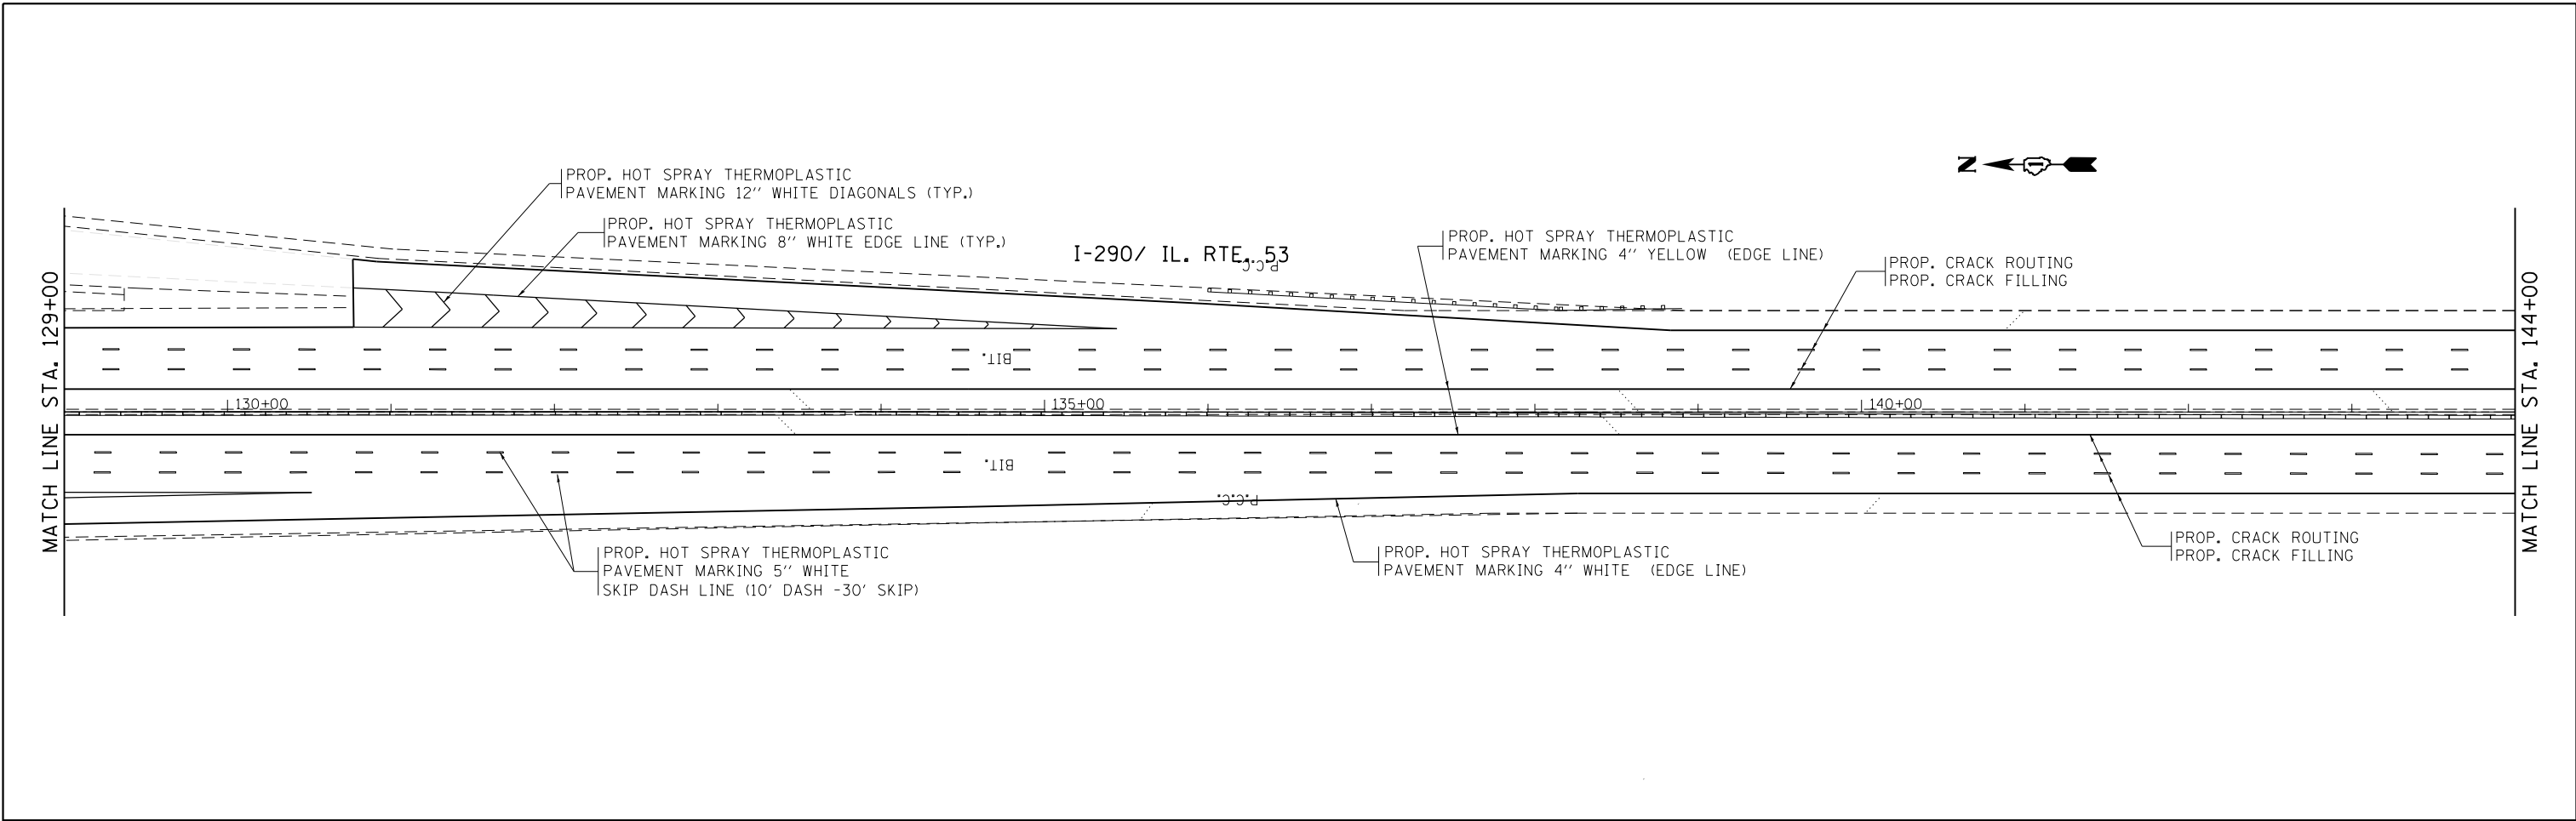 N
PROP. HOT SPRAY THERMOPLASTIC
PAVEMENT MARKING 12'' WHITE DIAGONALS (TYP.)
PROP. HOT SPRAY THERMOPLASTIC
PAVEMENT MARKING 8'' WHITE EDGE LINE (TYP.)
I-290/ IL. RTE. 53
P.C.C.
PROP. HOT SPRAY THERMOPLASTIC
PAVEMENT MARKING 4'' YELLOW (EDGE LINE)
PROP. CRACK ROUTING
PROP. CRACK FILLING
MATCH LINE STA. 129+00
MATCH LINE STA. 144+00
BIT.
130+00
135+00
140+00
BIT.
P.C.C.
PROP. HOT SPRAY THERMOPLASTIC
PAVEMENT MARKING 5'' WHITE
SKIP DASH LINE (10' DASH -30' SKIP)
PROP. HOT SPRAY THERMOPLASTIC
PAVEMENT MARKING 4'' WHITE (EDGE LINE)
PROP. CRACK ROUTING
PROP. CRACK FILLING